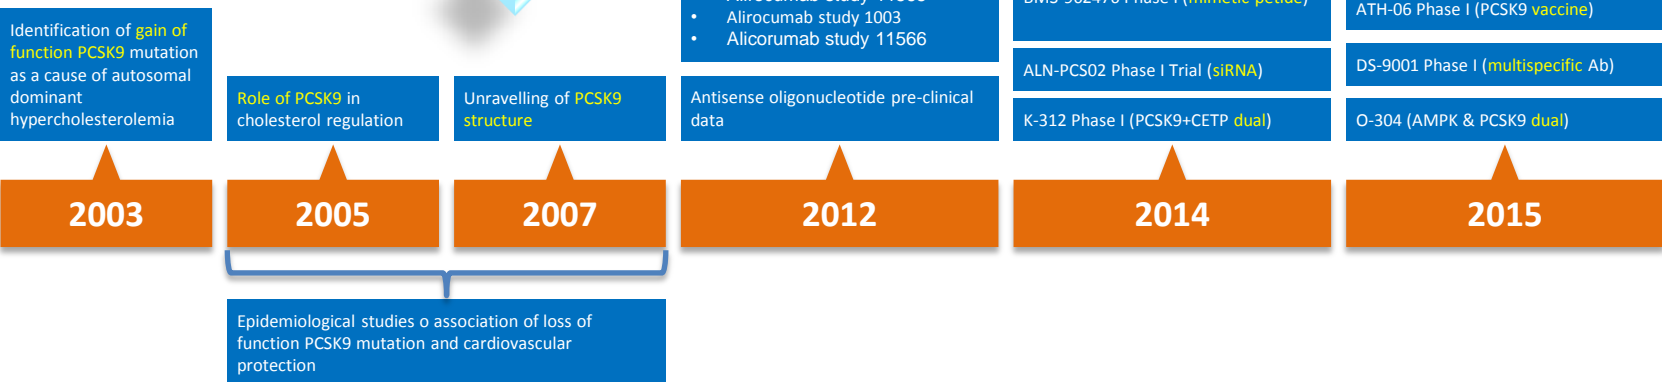 Identification of gain of
function PCSK9 mutation
as a cause of autosomal
dominant
hypercholesterolemia
Role of PCSK9 in
cholesterol regulation
Unravelling of PCSK9
structure
• Alirocumab study 1003
• Alicorumab study 11566
Antisense oligonucleotide pre-clinical
data
ALN-PCS02 Phase I Trial (siRNA)
K-312 Phase I (PCSK9+CETP dual)
ATH-06 Phase I (PCSK9 vaccine)
DS-9001 Phase I (multispecific Ab)
O-304 (AMPK & PCSK9 dual)
2003
2005
2007
2012
2014
2015
Epidemiological studies o association of loss of
function PCSK9 mutation and cardiovascular
protection